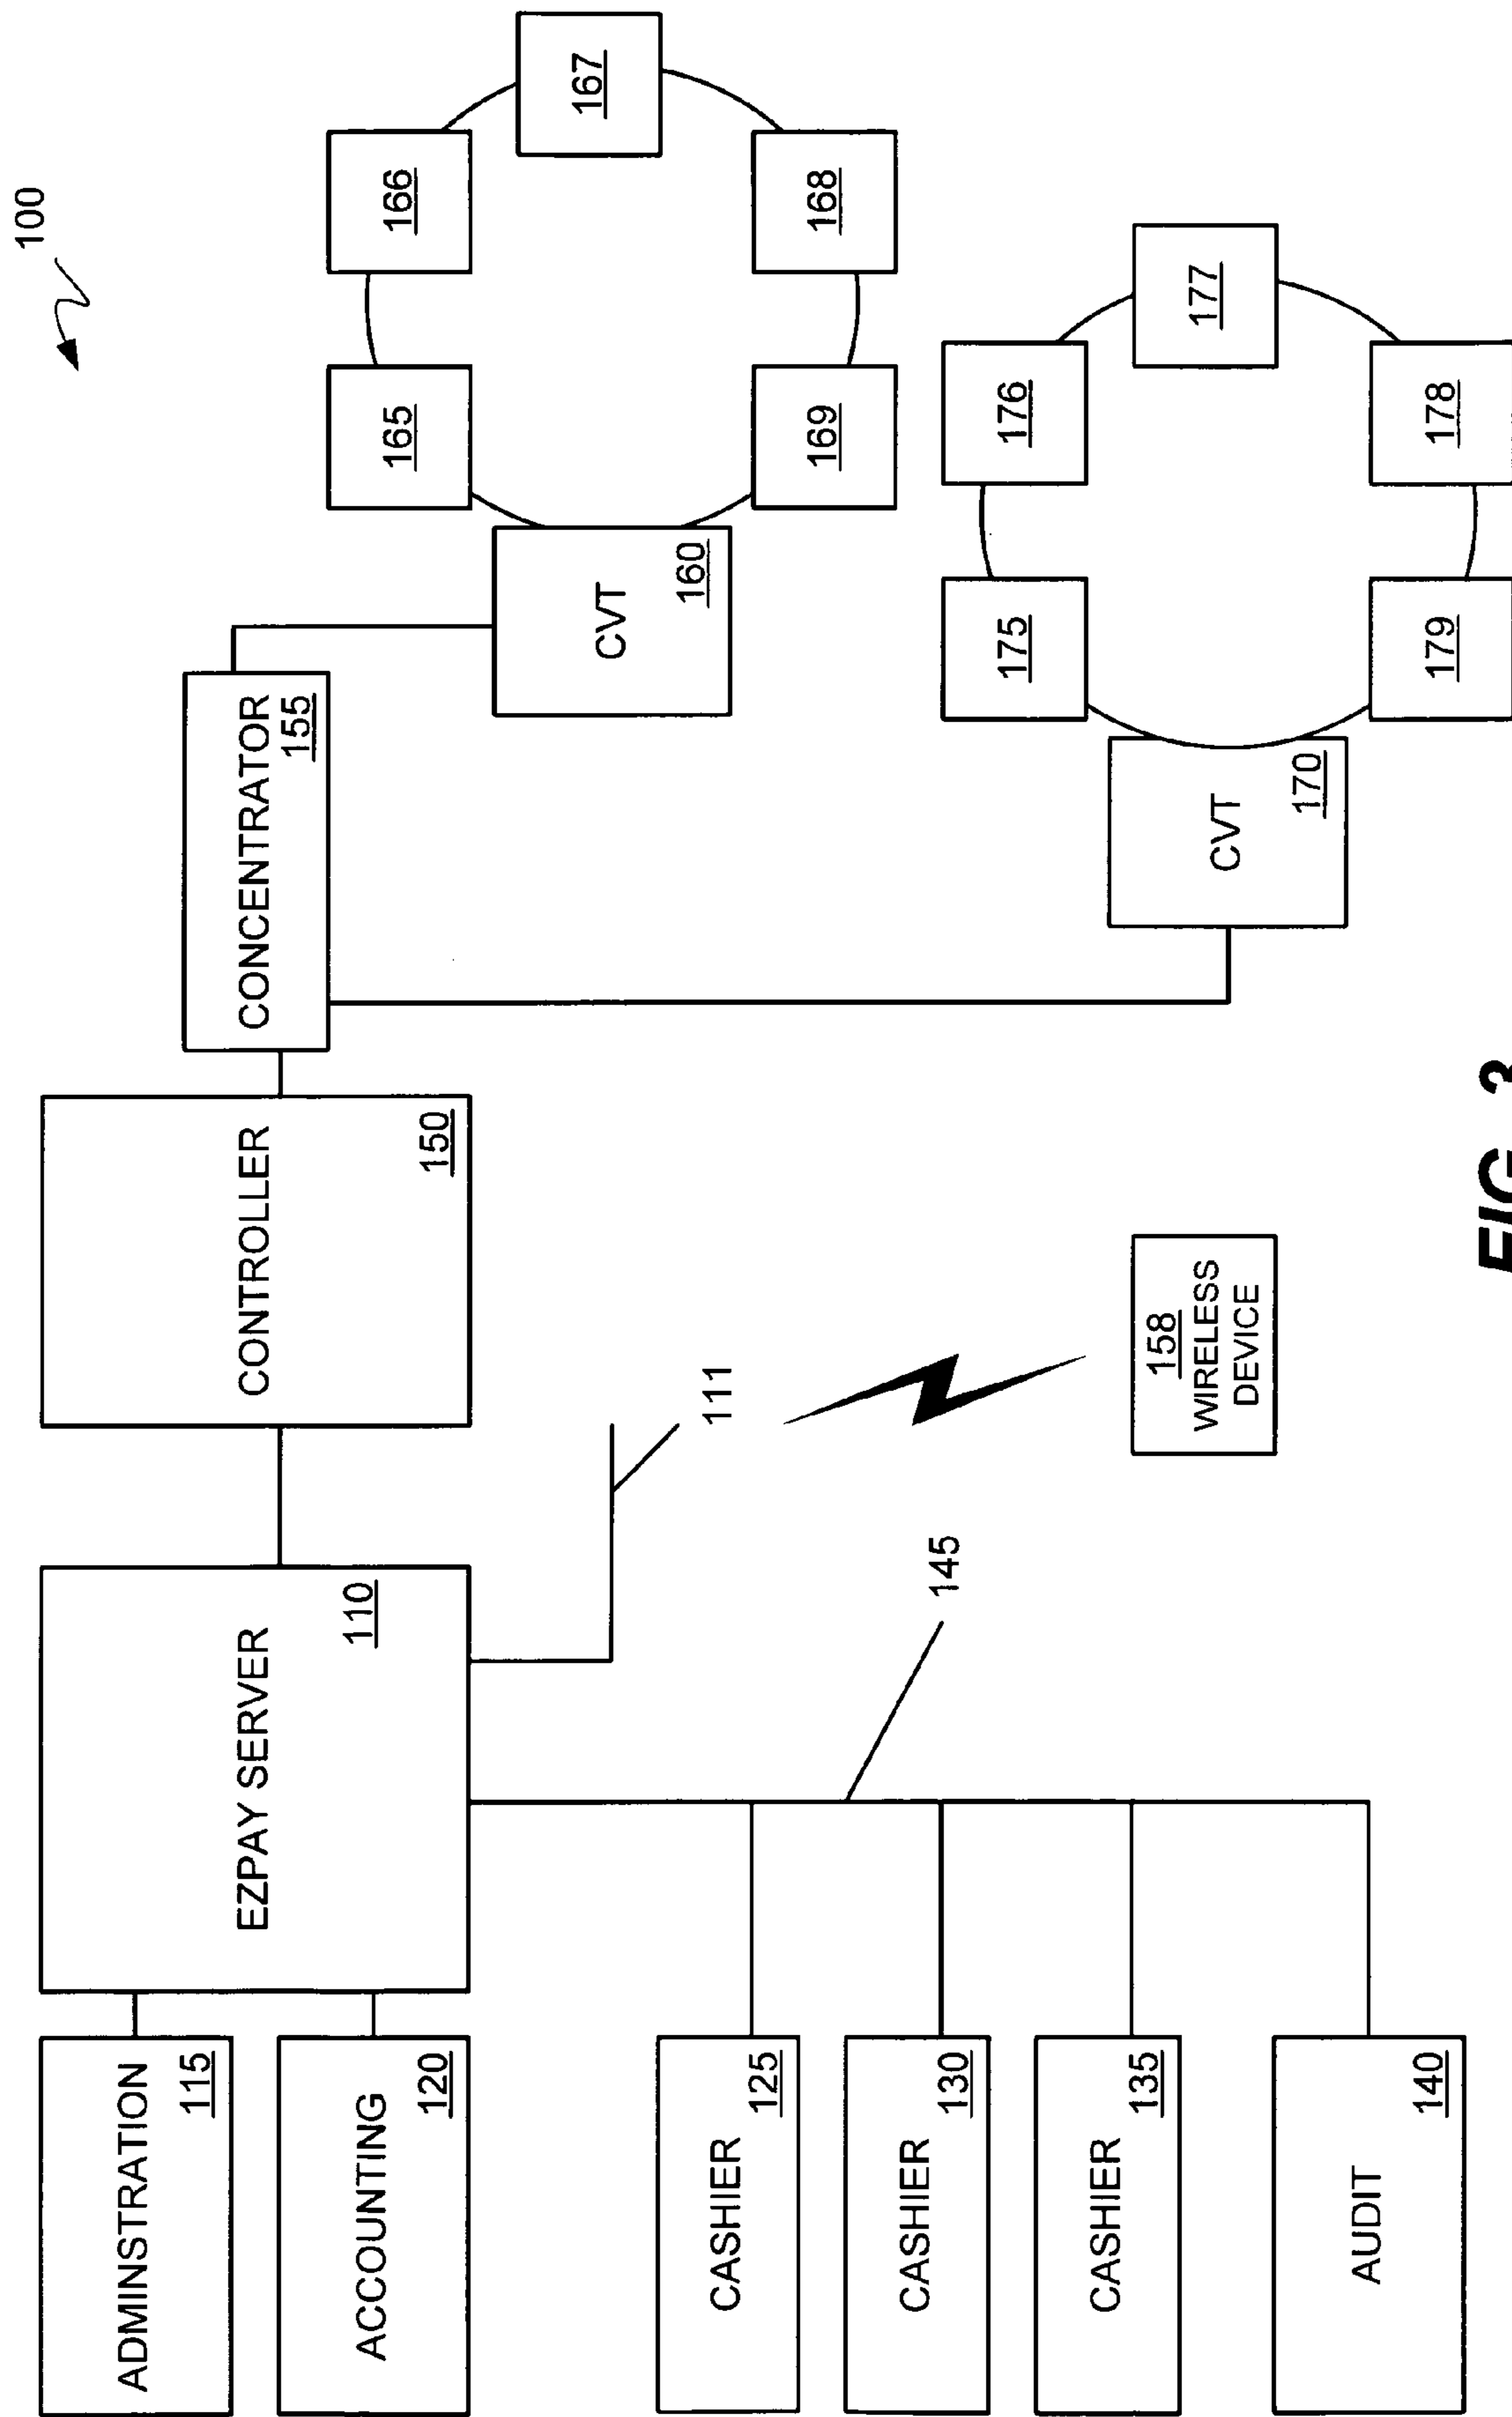 100
ADMINSTRATION
115
ACCOUNTING
120
EZPAY SERVER
110
CONTROLLER
150
CONCENTRATOR
155
CVT
160
165
166
167
168
169
CVT
170
175
176
177
178
179
111
145
158
WIRELESS
DEVICE
CASHIER
125
CASHIER
130
CASHIER
135
AUDIT
140
FIG. 3